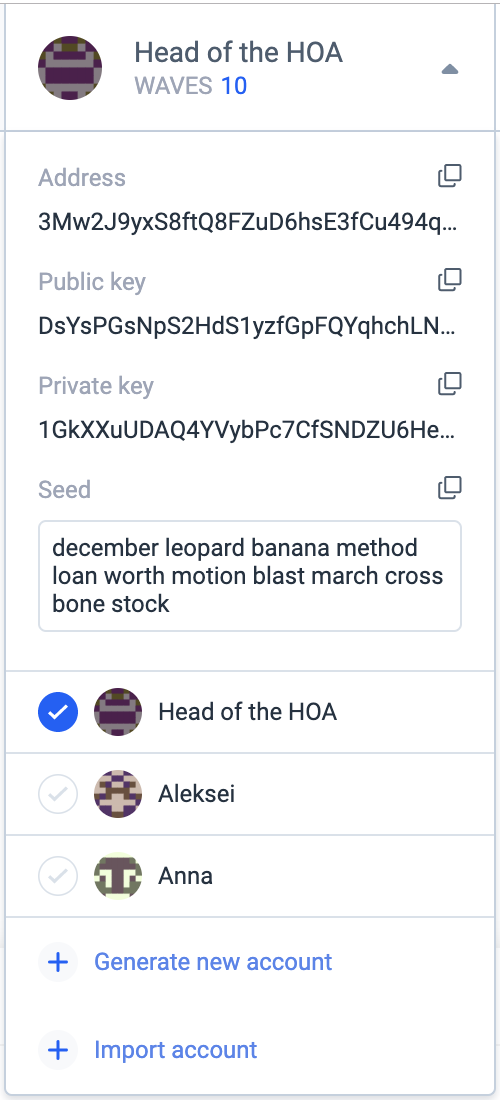 Head of the HOA
WAVES 10
Address
3Mw2J9yxS8ftQ8FZuD6hsE3fCu494q...
Public key
DsYsPGsNpS2HdS1yzfGpFQYqhchLN...
Private key
1GkXXuUDAQ4YVybPc7CfSNDZU6He...
Seed
december leopard banana method
loan worth motion blast march cross
bone stock
Head of the HOA
Aleksei
Anna
Generate new account
Import account